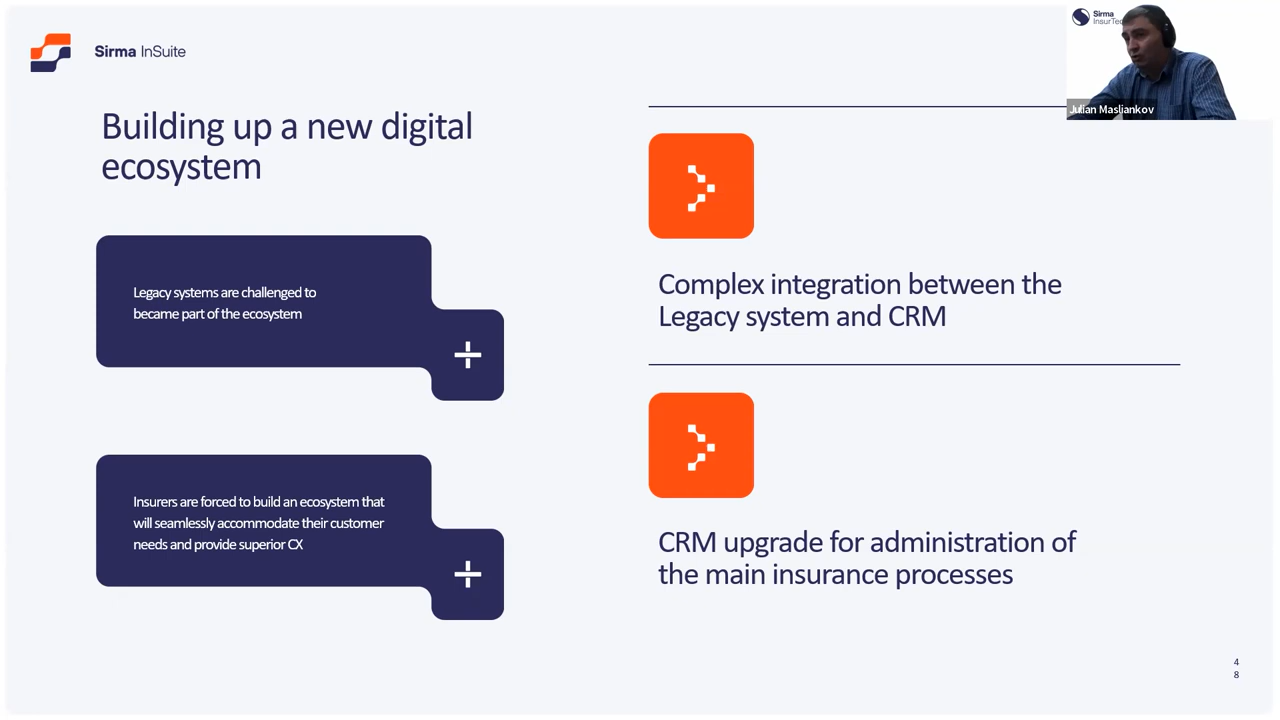 Sirma InSuite
Sirma
Julian Masliankov
Building up a new digital
ecosystem
Legacy systems are challenged to
became part of the ecosystem
Insurers are forced to build an ecosystem that
will seamlessly accommodate their customer
needs and provide superior CX
Complex integration between the
Legacy system and CRM
CRM upgrade for administration of
the main insurance processes
4
8